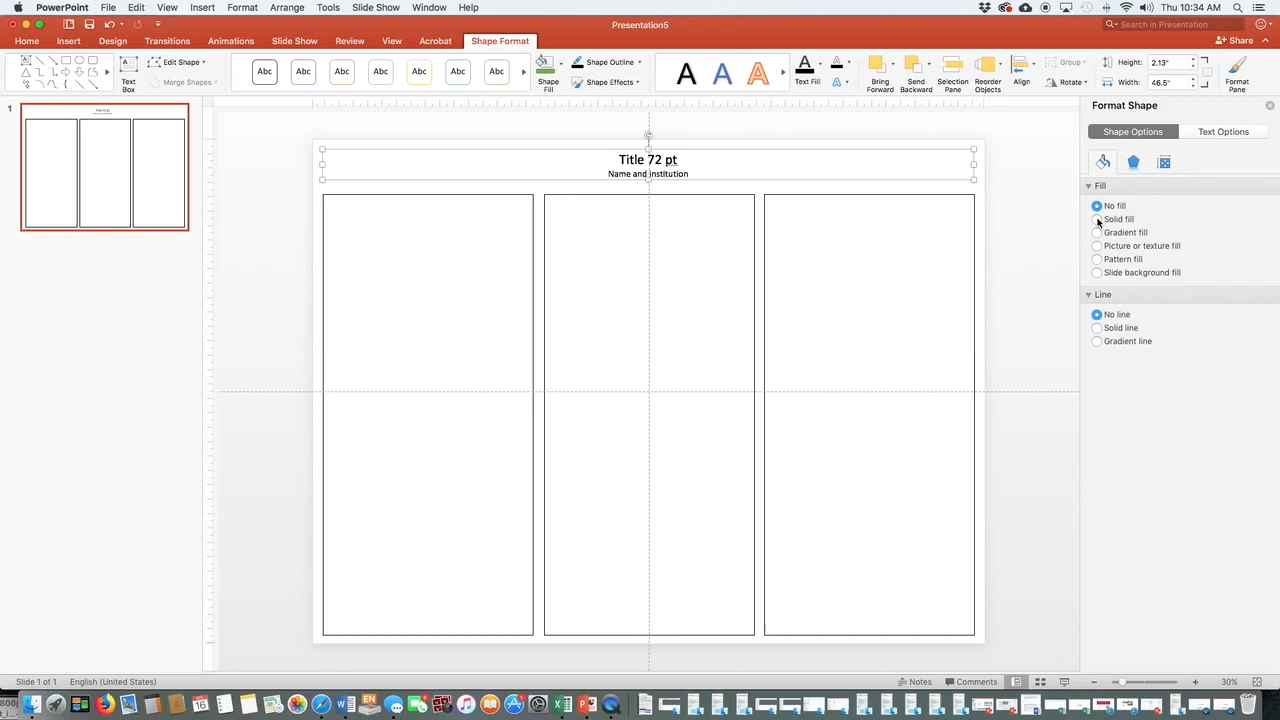 PowerPoint File Edit View Insert Format Arrange Tools Slide Show Window Help Thu 10:34 AM
Presentation5 Search in Presentation
Home Insert Design Transitions Animations Slide Show Review View Acrobat Shape Format Share
Edit Shape Abc Abc Abc Abc Abc Abc Abc Shape Outline A A A A Group Height: 2.13"
Text Box Merge Shapes Shape Fill Shape Effects Text Fill Bring Forward Send Backward Selection Pane Reorder Objects Align Rotate Width: 46.5" Format Pane
Format Shape
Shape Options Text Options
Fill
No fill
Solid fill
Gradient fill
Picture or texture fill
Pattern fill
Slide background fill
Line
No line
Solid line
Gradient line
1
Title 72 pt
Name and institution
Slide 1 of 1 English (United States) Notes Comments 30%